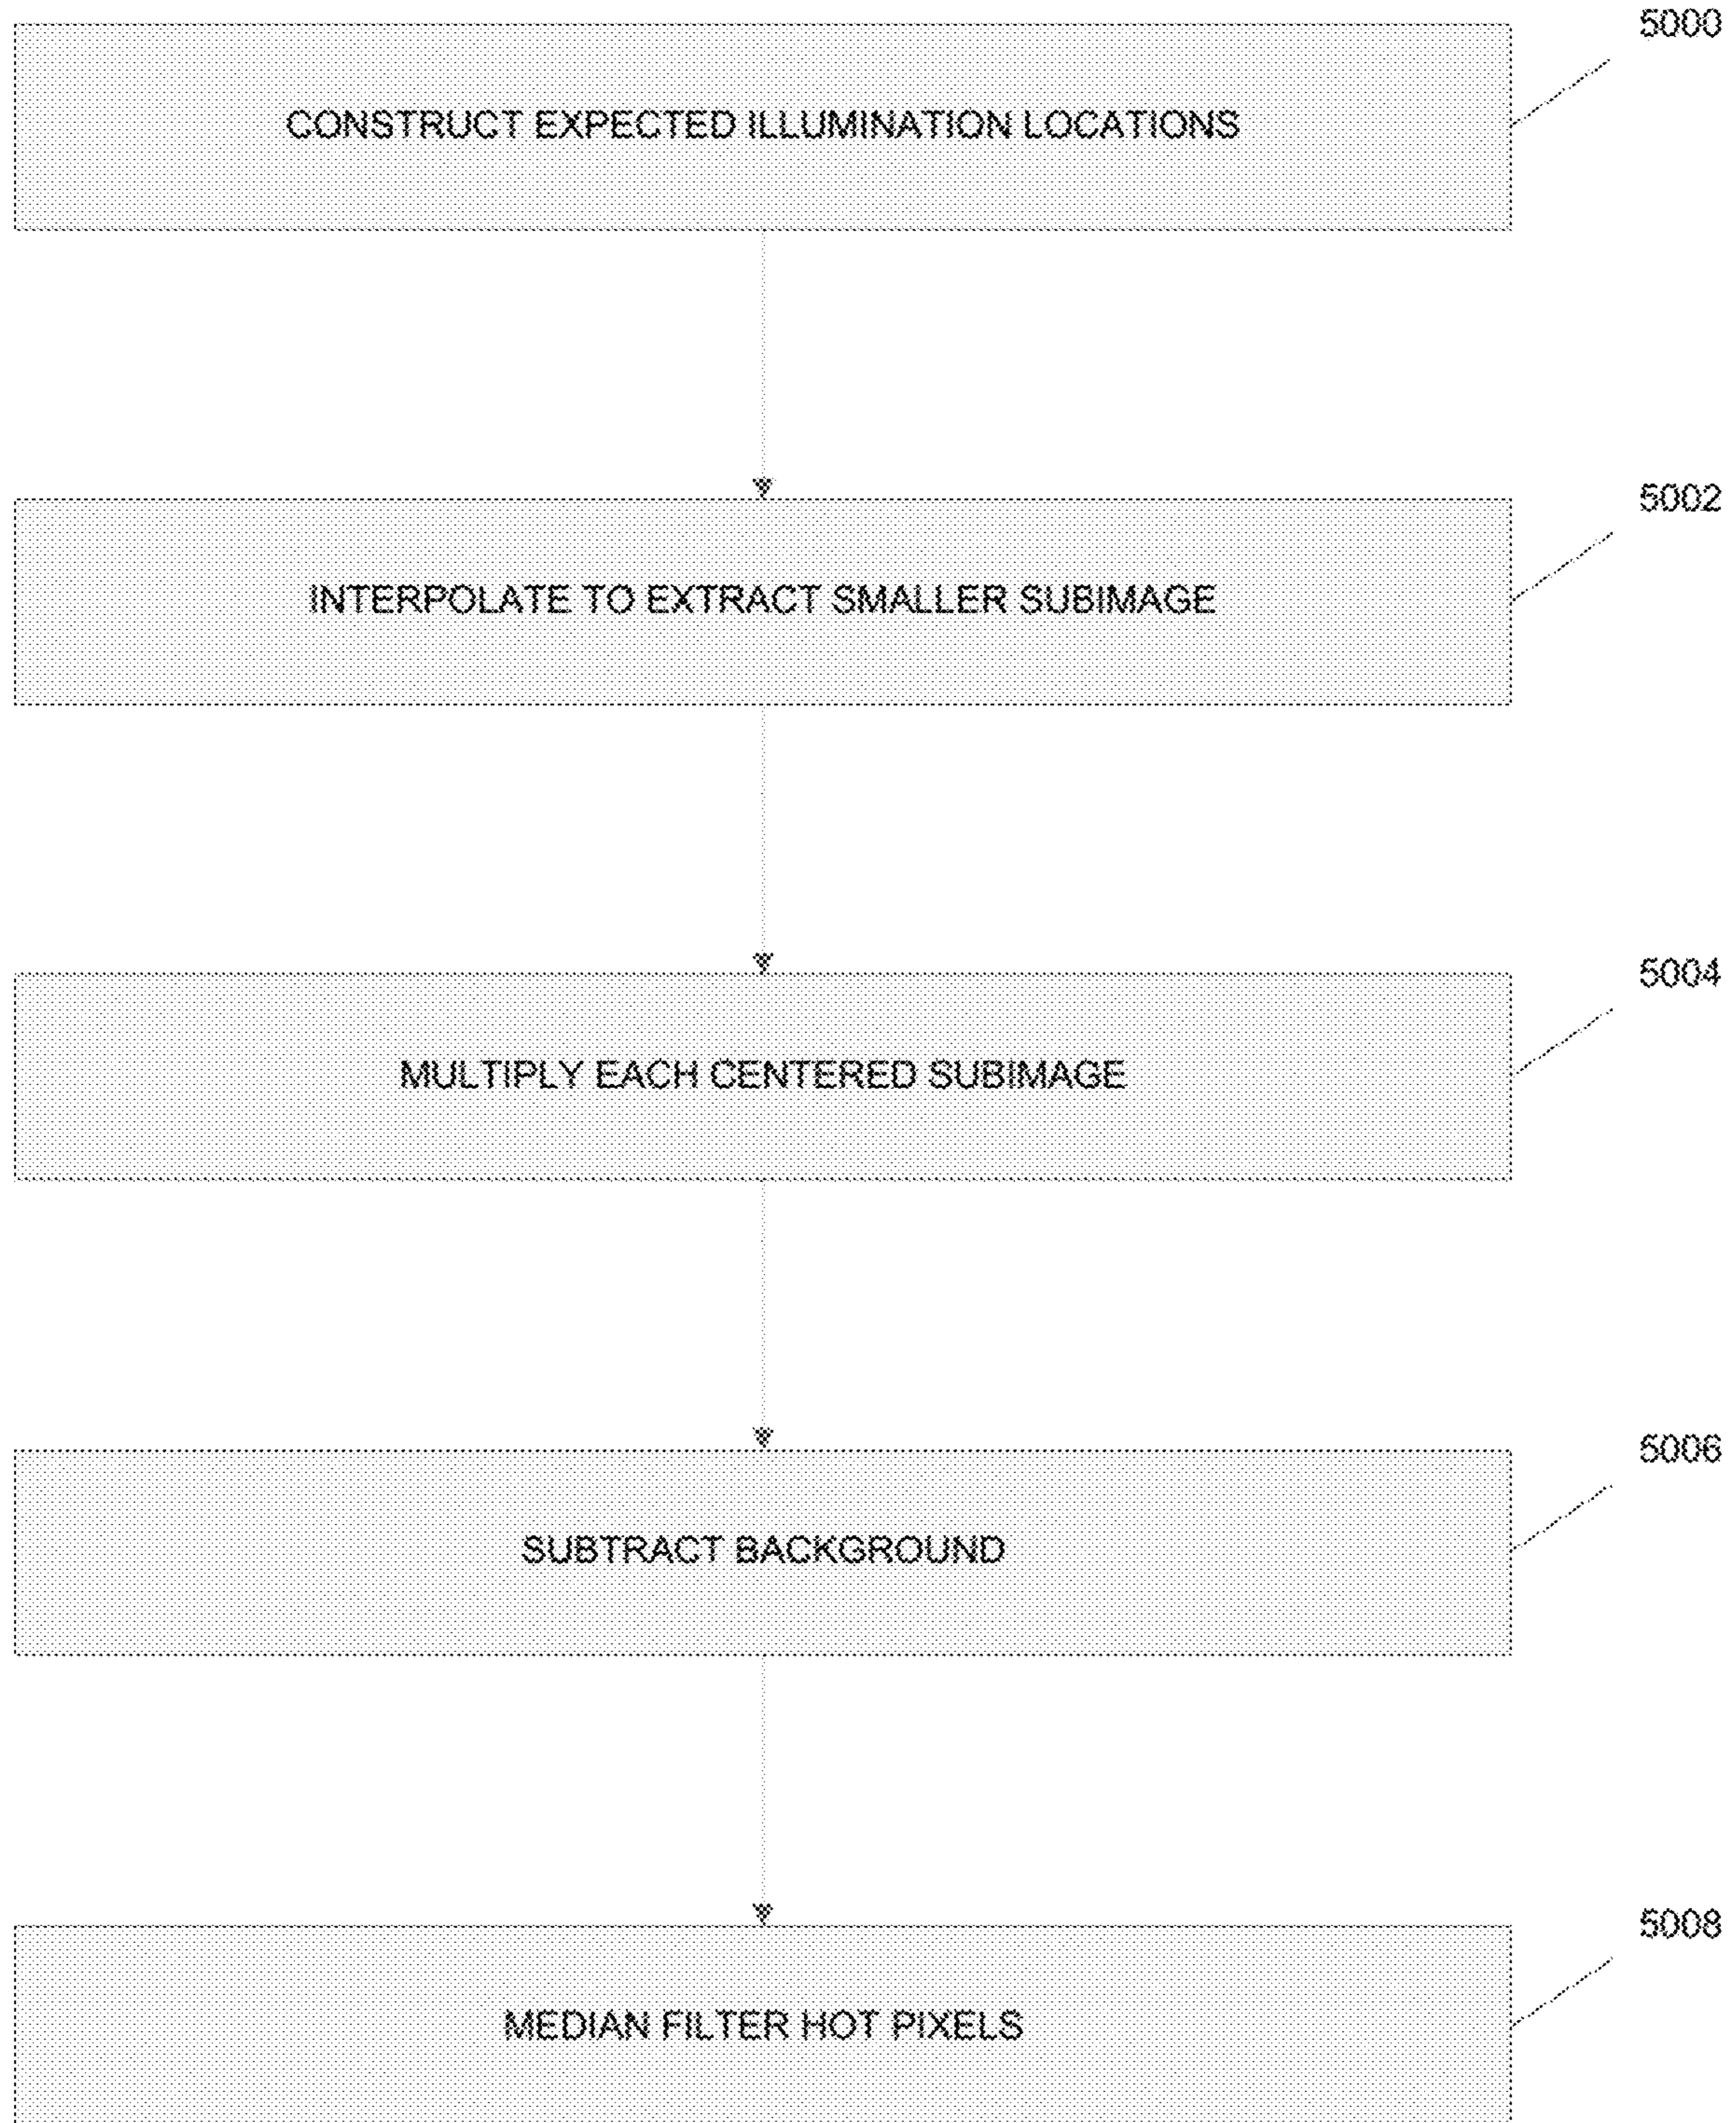 5000
CONSTRUCT EXPECTED ILLUMINATION LOCATIONS
5002
INTERPOLATE TO EXTRACT SMALLER SUBIMAGE
5004
MULTIPLY EACH CENTERED SUBIMAGE
5006
SUBTRACT BACKGROUND
5008
MEDIAN FILTER HOT PIXELS